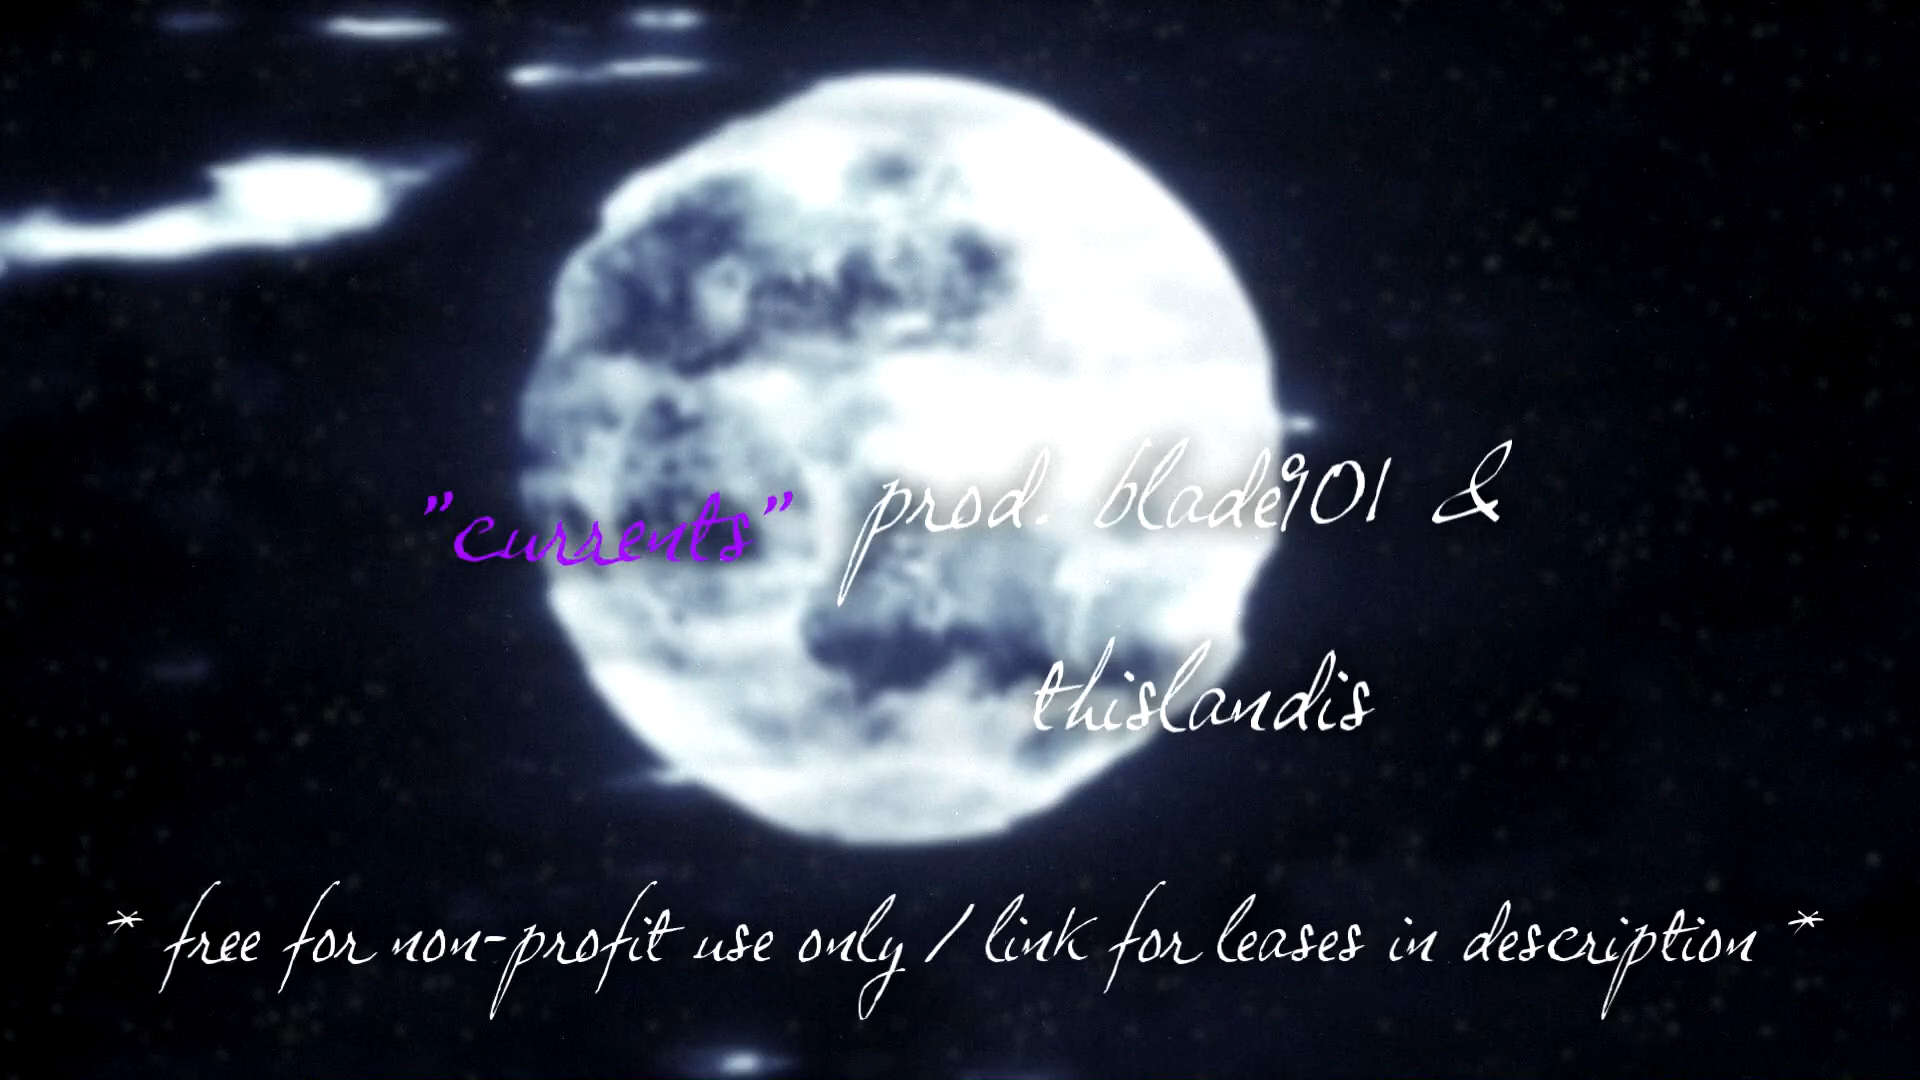 "currents"
prod. blade901 &
thislandis
* free for non-profit use only / link for leases in description *